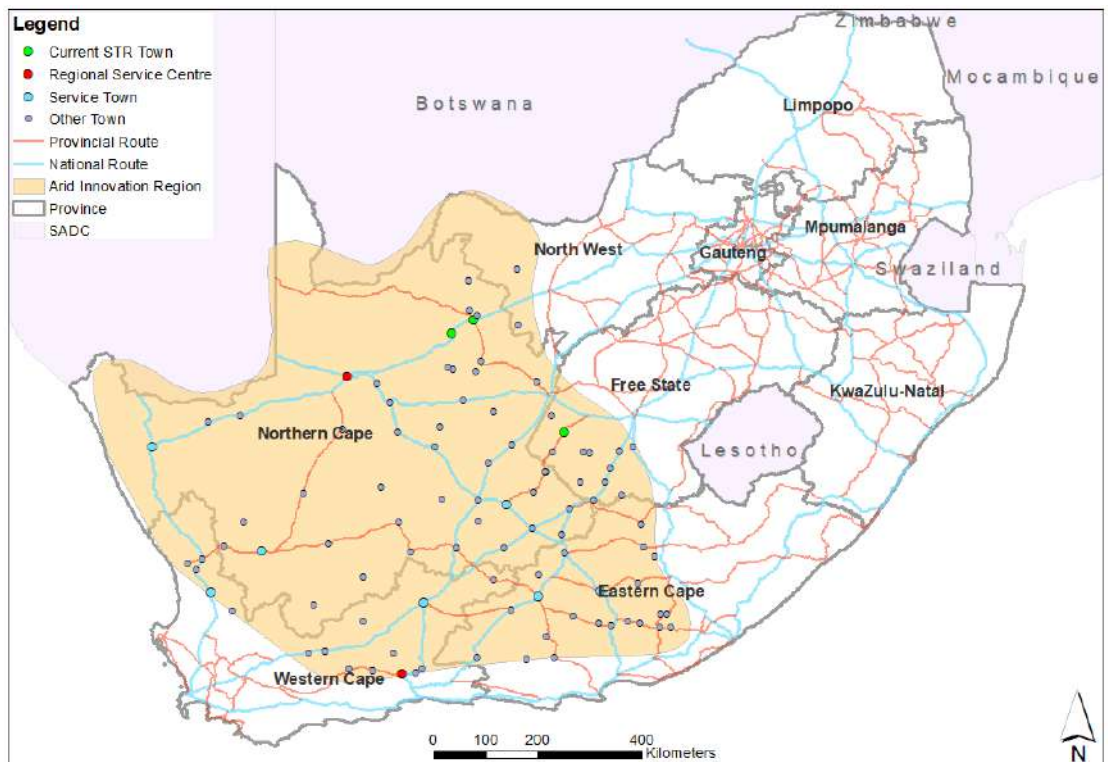 Legend
Current STR Town
Regional Service Centre
Service Town
Other Town
Provincial Route
National Route
Arid Innovation Region
Province
SADC
Zimbabwe
Mocambique
Botswana
Limpopo
North West
Mpumalanga
Gauteng
Swaziland
Free State
KwaZulu-Natal
Northern Cape
Lesotho
Eastern Cape
Western Cape
0 100 200 400
Kilometers
N